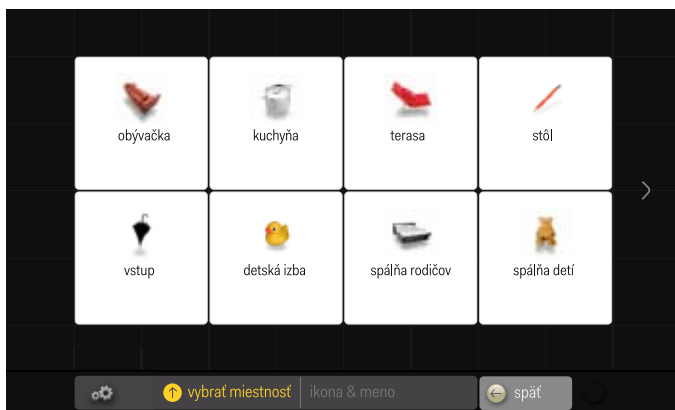 obývačka
kuchyňa
terasa
stôl
vstup
detská izba
spálňa rodičov
spálňa detí
vybrať miestnosť
ikona & meno
späť